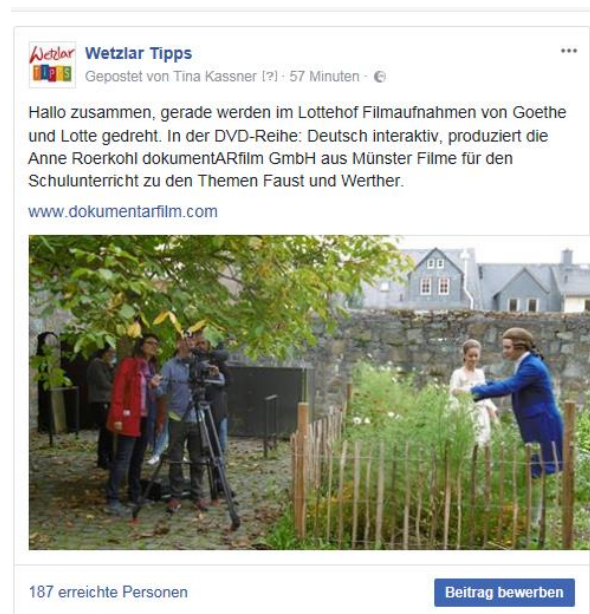 Wetzlar
TIPPS
Wetzlar Tipps
Gepostet von Tina Kassner [?] · 57 Minuten ·
Hallo zusammen, gerade werden im Lottehof Filmaufnahmen von Goethe
und Lotte gedreht. In der DVD-Reihe: Deutsch interaktiv, produziert die
Anne Roerkohl dokumentARfilm GmbH aus Münster Filme für den
Schulunterricht zu den Themen Faust und Werther.
www.dokumentarfilm.com
187 erreichte Personen
Beitrag bewerben